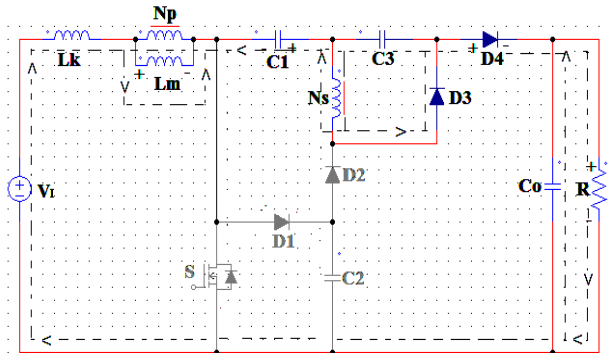 Np
Lk
+ Lm -
C1 +
C3
+ D4 -
Ns
D3
D2
VI
Co
+ R
D1
S
C2